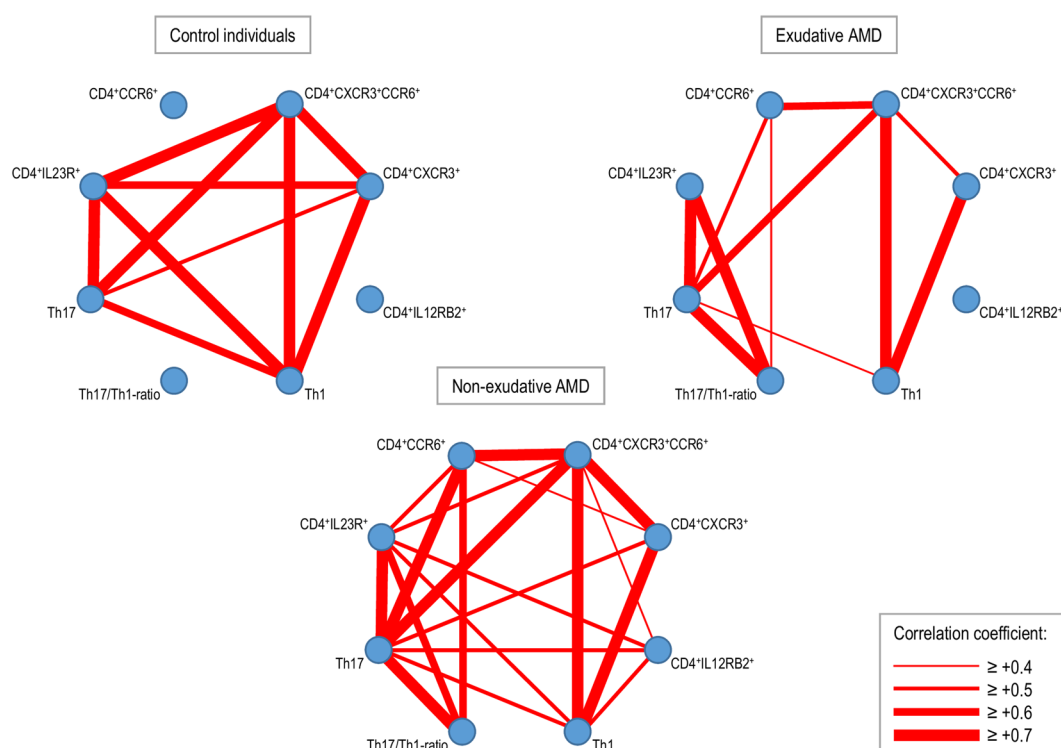 Control individuals
Exudative AMD
CD4⁺CCR6⁺
CD4⁺CXCR3⁺CCR6⁺
CD4⁺IL23R⁺
CD4⁺CXCR3⁺
Th17
CD4⁺IL12RB2⁺
Th17/Th1-ratio
Th1
CD4⁺CCR6⁺
CD4⁺CXCR3⁺CCR6⁺
CD4⁺IL23R⁺
CD4⁺CXCR3⁺
Th17
CD4⁺IL12RB2⁺
Th17/Th1-ratio
Th1
Non-exudative AMD
CD4⁺CCR6⁺
CD4⁺CXCR3⁺CCR6⁺
CD4⁺IL23R⁺
CD4⁺CXCR3⁺
Th17
CD4⁺IL12RB2⁺
Th17/Th1-ratio
Th1
Correlation coefficient:
≥ +0.4
≥ +0.5
≥ +0.6
≥ +0.7